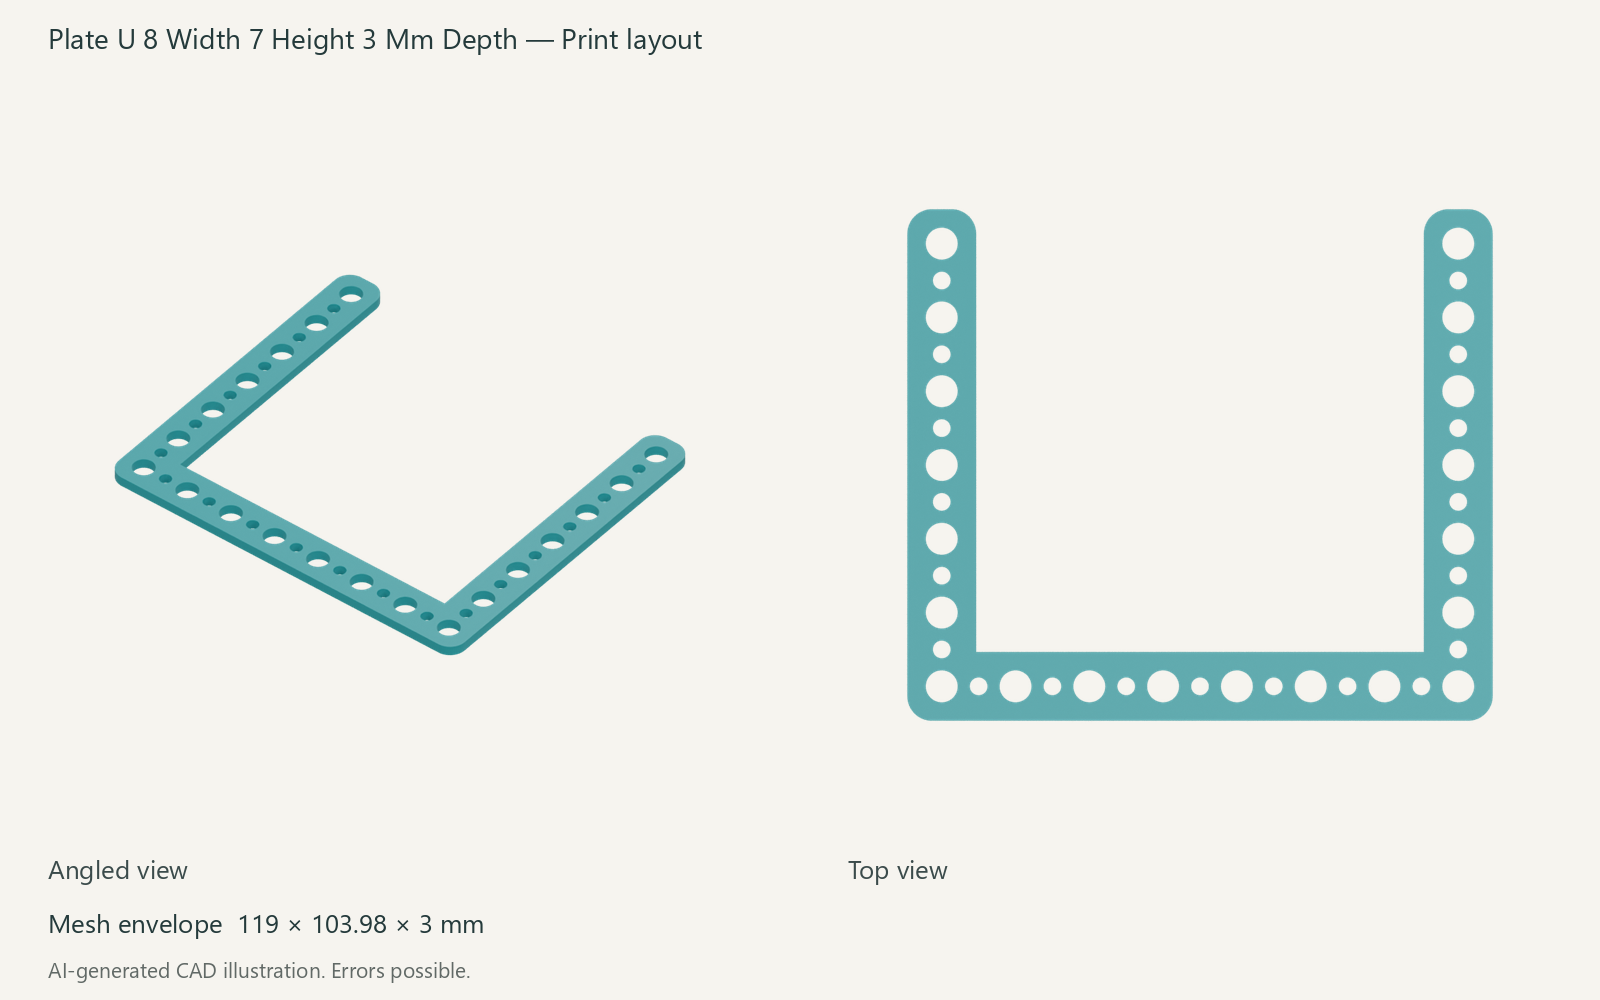 Plate U 8 Width 7 Height 3 Mm Depth — Print layout
Angled view
Top view
Mesh envelope  119 × 103.98 × 3 mm
AI-generated CAD illustration. Errors possible.